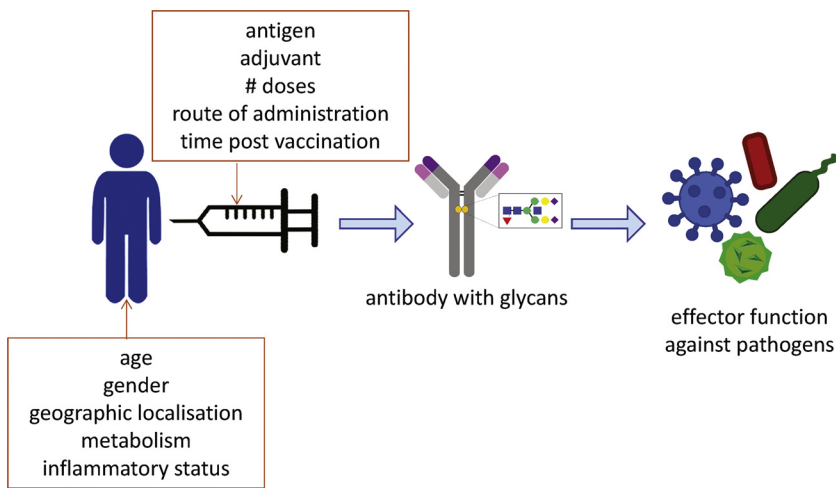 antigen
adjuvant
# doses
route of administration
time post vaccination
antibody with glycans
effector function
against pathogens
age
gender
geographic localisation
metabolism
inflammatory status